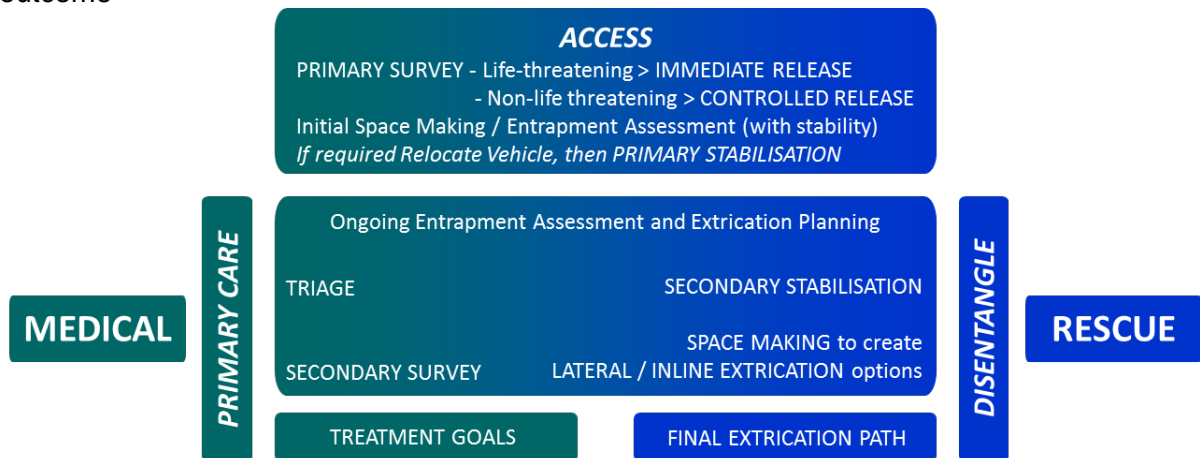 outcome
ACCESS
PRIMARY SURVEY - Life-threatening > IMMEDIATE RELEASE
- Non-life threatening > CONTROLLED RELEASE
Initial Space Making / Entrapment Assessment (with stability)
If required Relocate Vehicle, then PRIMARY STABILISATION
MEDICAL
PRIMARY CARE
Ongoing Entrapment Assessment and Extrication Planning
TRIAGE
SECONDARY STABILISATION
SPACE MAKING to create
SECONDARY SURVEY
LATERAL / INLINE EXTRICATION options
TREATMENT GOALS
FINAL EXTRICATION PATH
DISENTANGLE
RESCUE